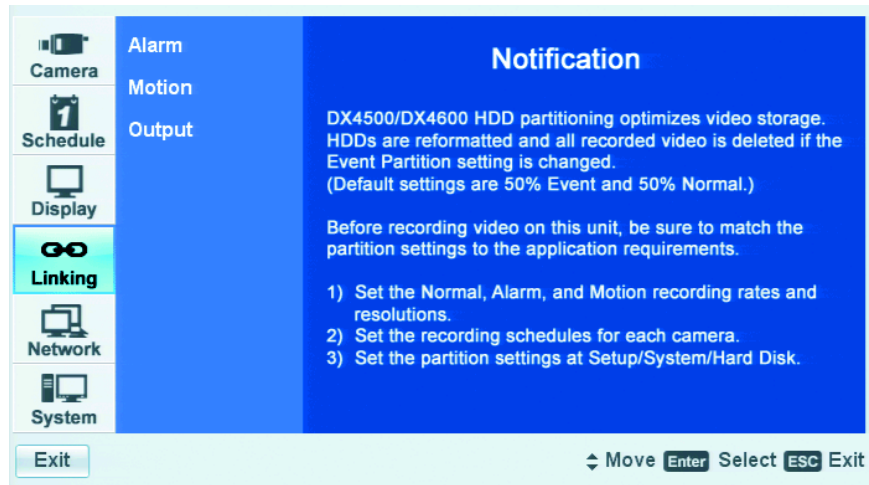 Camera
Schedule
Display
Linking
Network
System
Alarm
Motion
Output
Notification
DX4500/DX4600 HDD partitioning optimizes video storage.
HDDs are reformatted and all recorded video is deleted if the
Event Partition setting is changed.
(Default settings are 50% Event and 50% Normal.)
Before recording video on this unit, be sure to match the
partition settings to the application requirements.
1) Set the Normal, Alarm, and Motion recording rates and
resolutions.
2) Set the recording schedules for each camera.
3) Set the partition settings at Setup/System/Hard Disk.
Exit
Move Enter Select ESC Exit